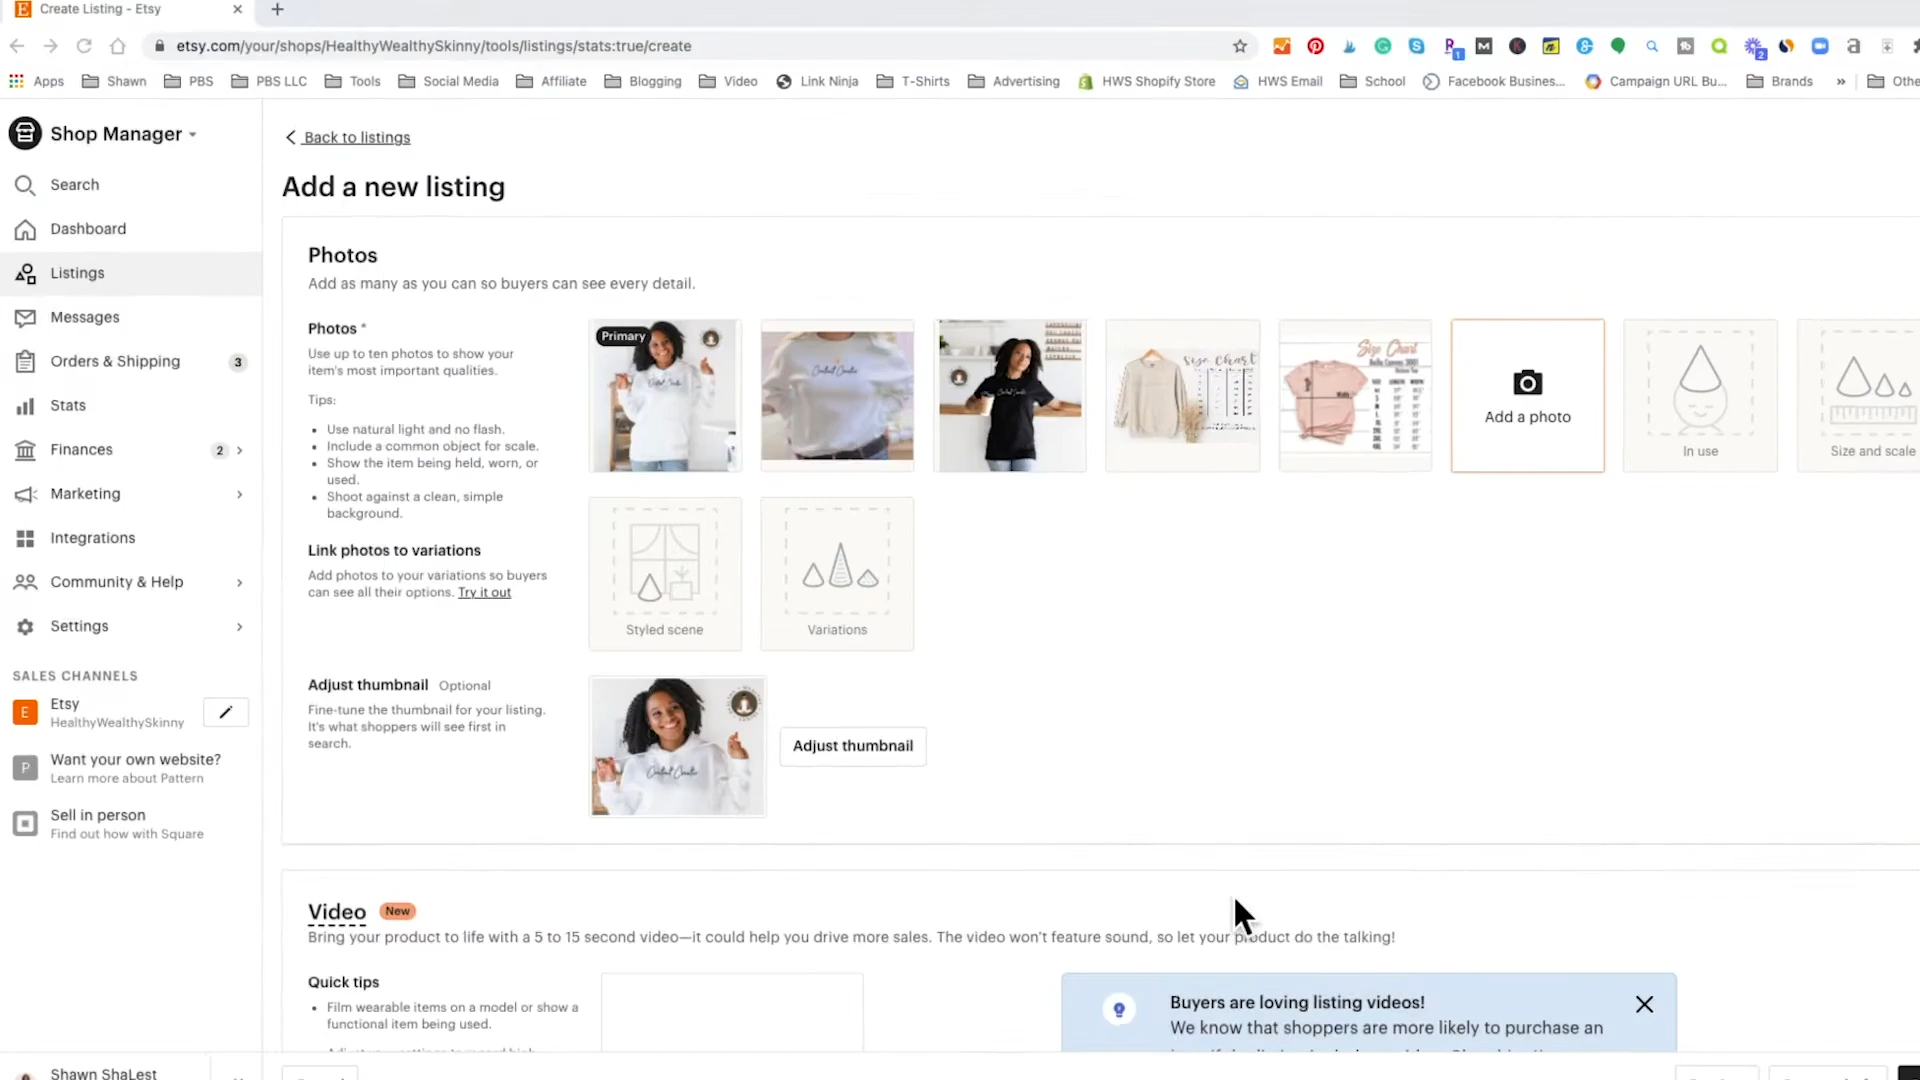 Create Listing - Etsy
etsy.com/your/shops/HealthyWealthySkinny/tools/listings/stats:true/create
Apps Shawn PBS PBS LLC Tools Social Media Affiliate Blogging Video Link Ninja T-Shirts Advertising HWS Shopify Store HWS Email School Facebook Busines... Campaign URL Bu... Brands » Othe
Shop Manager
Search
Dashboard
Listings
Messages
Orders & Shipping 3
Stats
Finances 2
Marketing
Integrations
Community & Help
Settings
SALES CHANNELS
E Etsy
HealthyWealthySkinny
P Want your own website?
Learn more about Pattern
Sell in person
Find out how with Square
Shawn ShaLest
Back to listings
Add a new listing
Photos
Add as many as you can so buyers can see every detail.
Photos *
Use up to ten photos to show your
item's most important qualities.
Tips:
• Use natural light and no flash.
• Include a common object for scale.
• Show the item being held, worn, or
used.
• Shoot against a clean, simple
background.
Primary
Size Chart
Size Chart
Add a photo
In use
Size and scale
Styled scene
Variations
Link photos to variations
Add photos to your variations so buyers
can see all their options. Try it out
Adjust thumbnail Optional
Fine-tune the thumbnail for your listing.
It's what shoppers will see first in
search.
Content Creator
Adjust thumbnail
Video New
Bring your product to life with a 5 to 15 second video—it could help you drive more sales. The video won't feature sound, so let your product do the talking!
Quick tips
• Film wearable items on a model or show a
functional item being used.
Buyers are loving listing videos!
We know that shoppers are more likely to purchase an